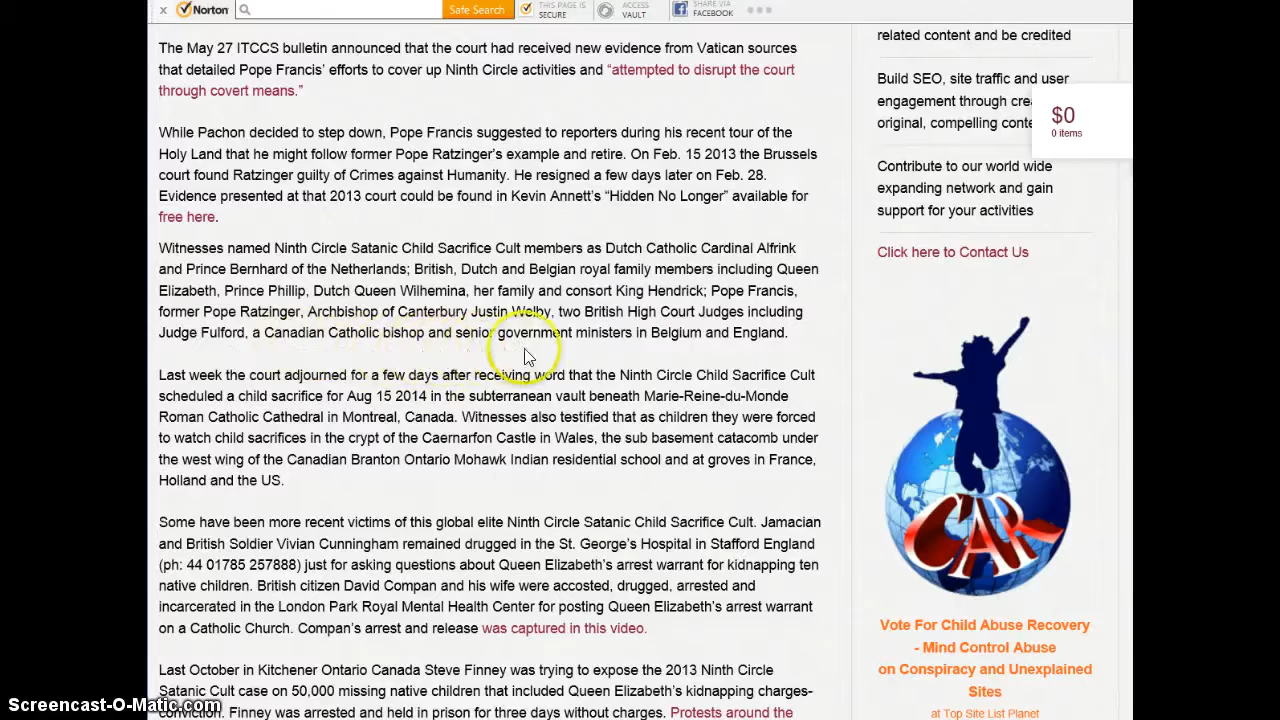 Norton
Safe Search
THIS PAGE IS
SECURE
ACCESS
VAULT
SHARE VIA
FACEBOOK
The May 27 ITCCS bulletin announced that the court had received new evidence from Vatican sources
that detailed Pope Francis’ efforts to cover up Ninth Circle activities and “attempted to disrupt the court
through covert means.”
While Pachon decided to step down, Pope Francis suggested to reporters during his recent tour of the
Holy Land that he might follow former Pope Ratzinger’s example and retire. On Feb. 15 2013 the Brussels
court found Ratzinger guilty of Crimes against Humanity. He resigned a few days later on Feb. 28.
Evidence presented at that 2013 court could be found in Kevin Annett’s “Hidden No Longer” available for
free here.
Witnesses named Ninth Circle Satanic Child Sacrifice Cult members as Dutch Catholic Cardinal Alfrink
and Prince Bernhard of the Netherlands; British, Dutch and Belgian royal family members including Queen
Elizabeth, Prince Phillip, Dutch Queen Wilhemina, her family and consort King Hendrick; Pope Francis,
former Pope Ratzinger, Archbishop of Canterbury Justin Welby, two British High Court Judges including
Judge Fulford, a Canadian Catholic bishop and senior government ministers in Belgium and England.
Last week the court adjourned for a few days after receiving word that the Ninth Circle Child Sacrifice Cult
scheduled a child sacrifice for Aug 15 2014 in the subterranean vault beneath Marie-Reine-du-Monde
Roman Catholic Cathedral in Montreal, Canada. Witnesses also testified that as children they were forced
to watch child sacrifices in the crypt of the Caernarfon Castle in Wales, the sub basement catacomb under
the west wing of the Canadian Branton Ontario Mohawk Indian residential school and at groves in France,
Holland and the US.
Some have been more recent victims of this global elite Ninth Circle Satanic Child Sacrifice Cult. Jamacian
and British Soldier Vivian Cunningham remained drugged in the St. George’s Hospital in Stafford England
(ph: 44 01785 257888) just for asking questions about Queen Elizabeth’s arrest warrant for kidnapping ten
native children. British citizen David Compan and his wife were accosted, drugged, arrested and
incarcerated in the London Park Royal Mental Health Center for posting Queen Elizabeth’s arrest warrant
on a Catholic Church. Compan’s arrest and release was captured in this video.
Last October in Kitchener Ontario Canada Steve Finney was trying to expose the 2013 Ninth Circle
Satanic Cult case on 50,000 missing native children that included Queen Elizabeth’s kidnapping charges-
conviction. Finney was arrested and held in prison for three days without charges. Protests around the
related content and be credited
Build SEO, site traffic and user
engagement through
original, compelling
$0
0 items
Contribute to our world wide
expanding network and gain
support for your activities
Click here to Contact Us
CAR
Vote For Child Abuse Recovery
- Mind Control Abuse
on Conspiracy and Unexplained
Sites
at Top Site List Planet
Screencast-O-Matic.com